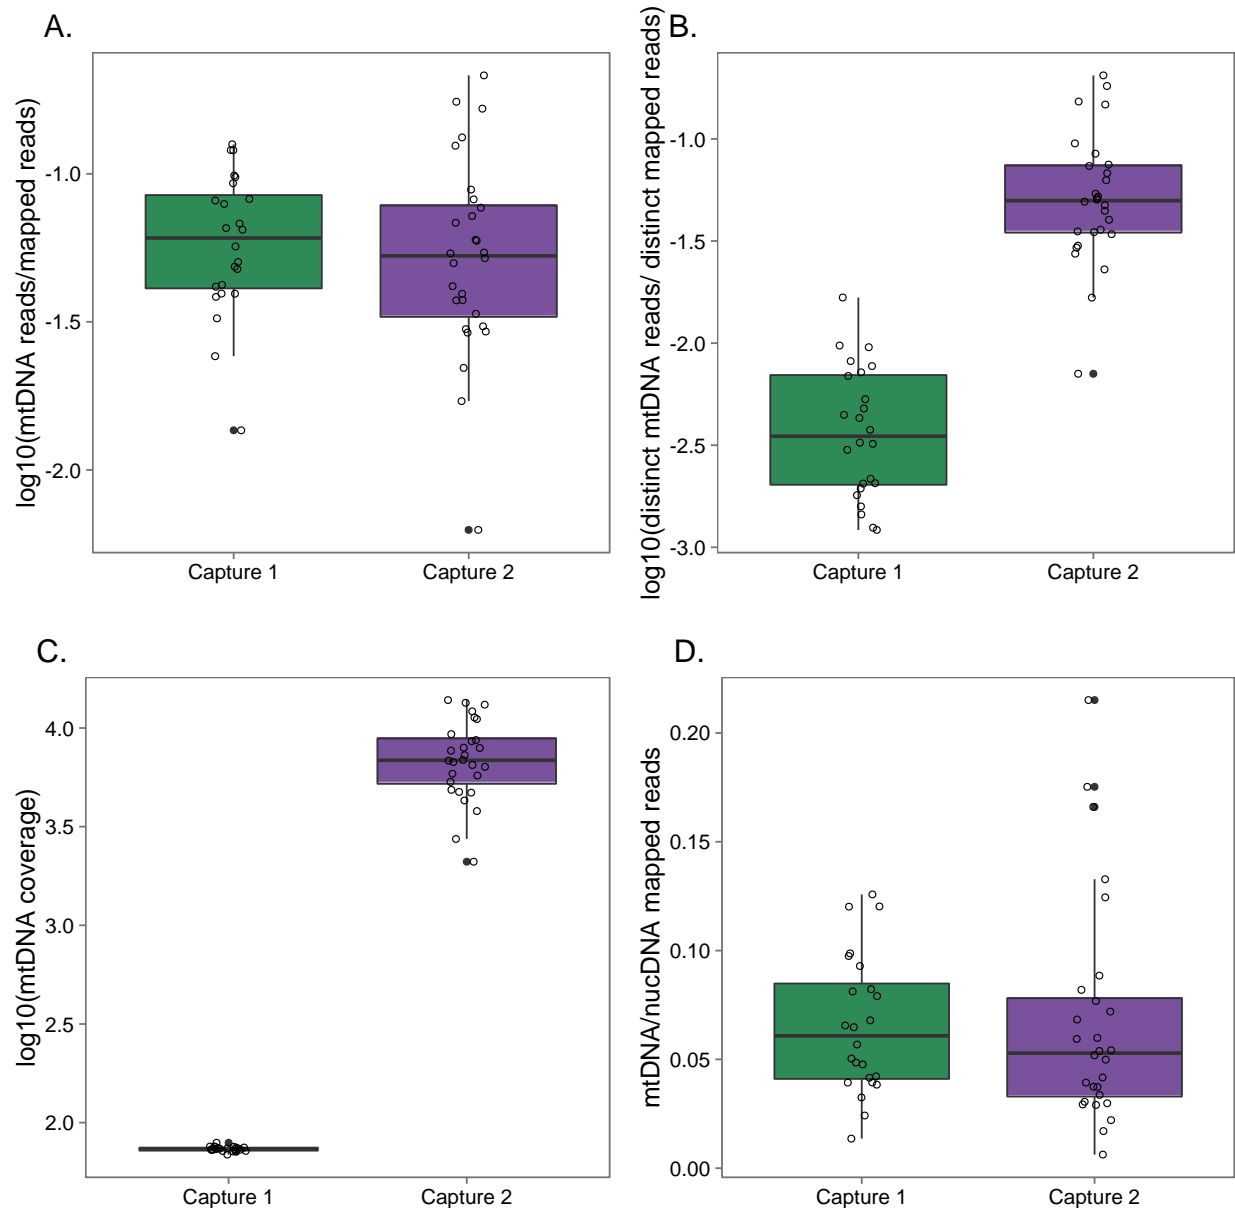 A.
log10(mtDNA reads/mapped reads)
-1.0
-1.5
-2.0
Capture 1
Capture 2
B.
log10(distinct mtDNA reads/ distinct mapped reads)
-1.0
-1.5
-2.0
-2.5
-3.0
Capture 1
Capture 2
C.
log10(mtDNA coverage)
4.0
3.5
3.0
2.5
2.0
Capture 1
Capture 2
D.
mtDNA/nucDNA mapped reads
0.20
0.15
0.10
0.05
0.00
Capture 1
Capture 2